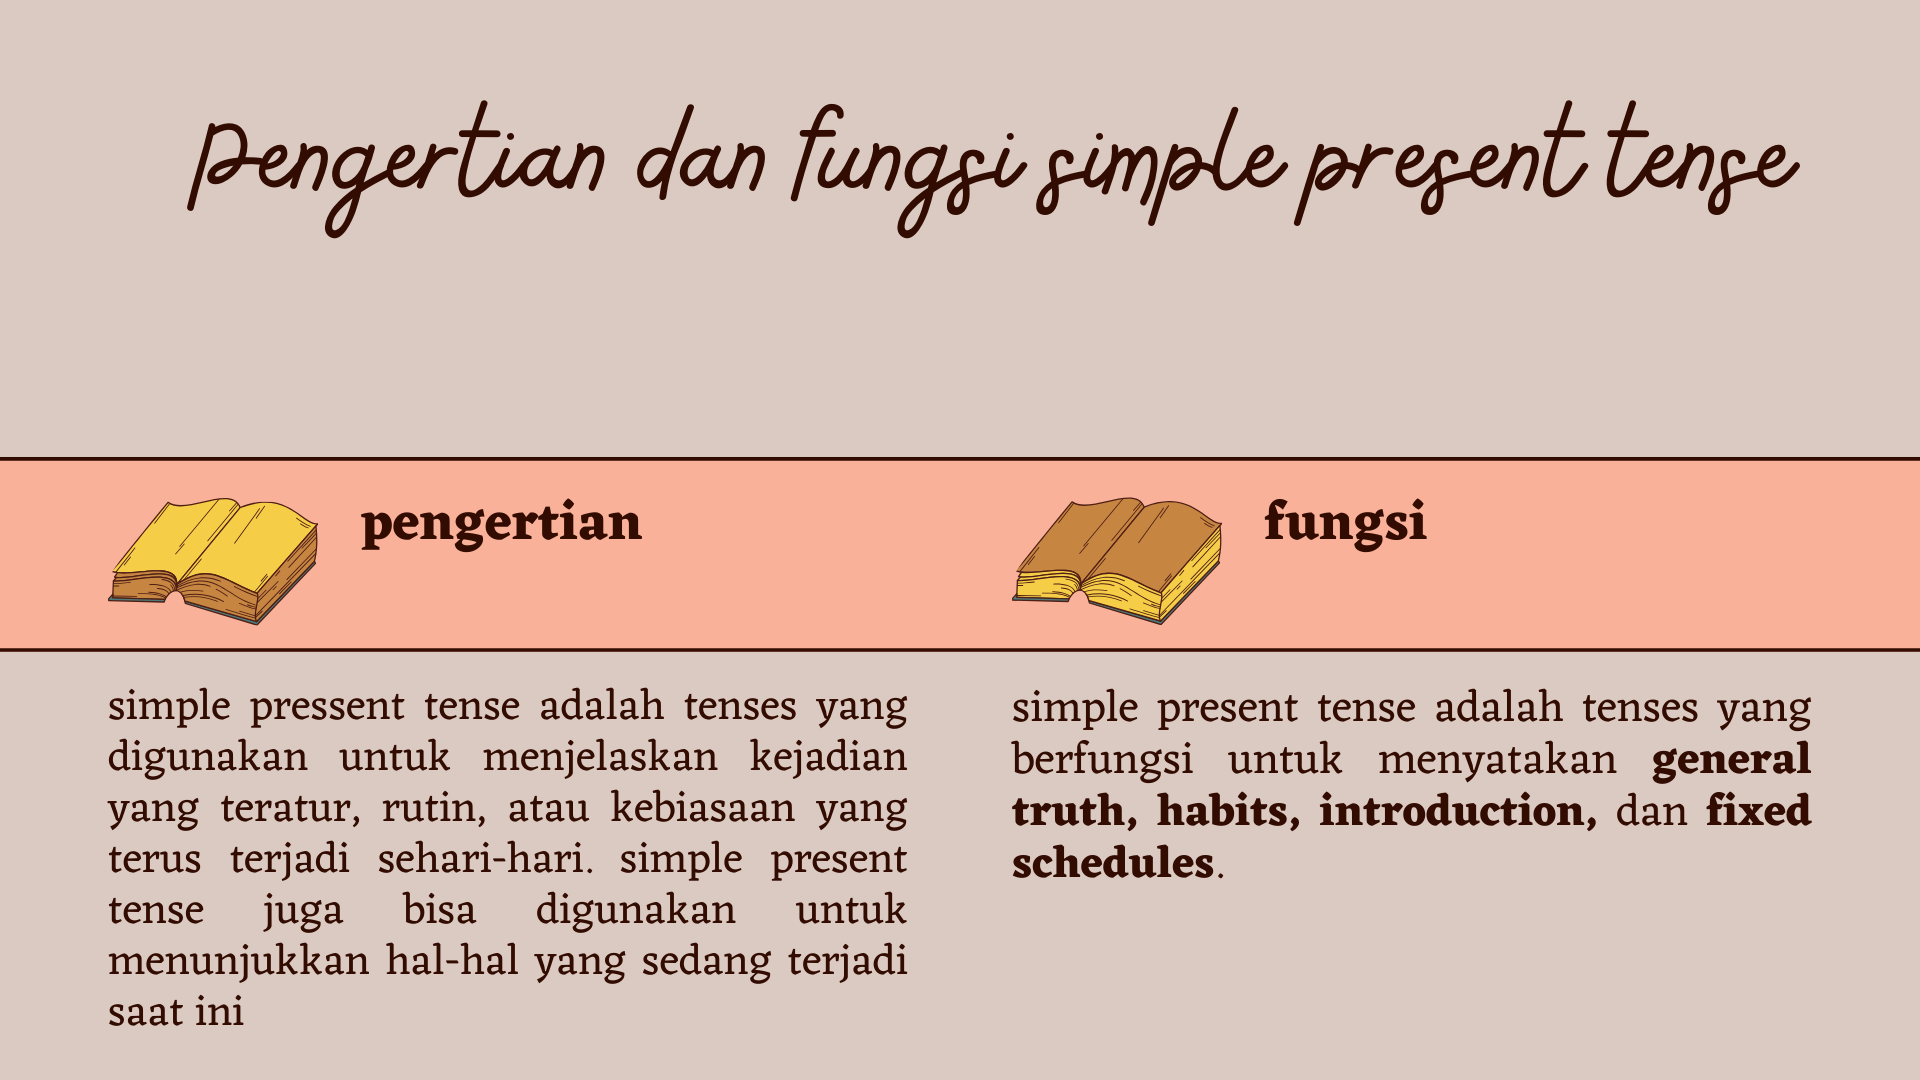 Pengertian dan fungsi simple present tense
pengertian
simple pressent tense adalah tenses yang
digunakan untuk menjelaskan kejadian
yang teratur, rutin, atau kebiasaan yang
terus terjadi sehari-hari. simple present
tense juga bisa digunakan untuk
menunjukkan hal-hal yang sedang terjadi
saat ini
fungsi
simple present tense adalah tenses yang
berfungsi untuk menyatakan general
truth, habits, introduction, dan fixed
schedules.